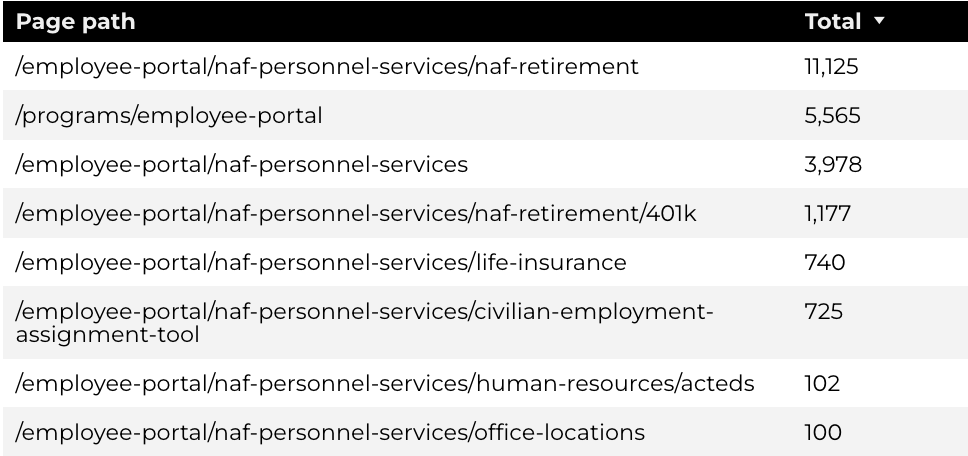 Page path Total ▼
/employee-portal/naf-personnel-services/naf-retirement 11,125
/programs/employee-portal 5,565
/employee-portal/naf-personnel-services 3,978
/employee-portal/naf-personnel-services/naf-retirement/401k 1,177
/employee-portal/naf-personnel-services/life-insurance 740
/employee-portal/naf-personnel-services/civilian-employment- 725
assignment-tool
/employee-portal/naf-personnel-services/human-resources/acteds 102
/employee-portal/naf-personnel-services/office-locations 100